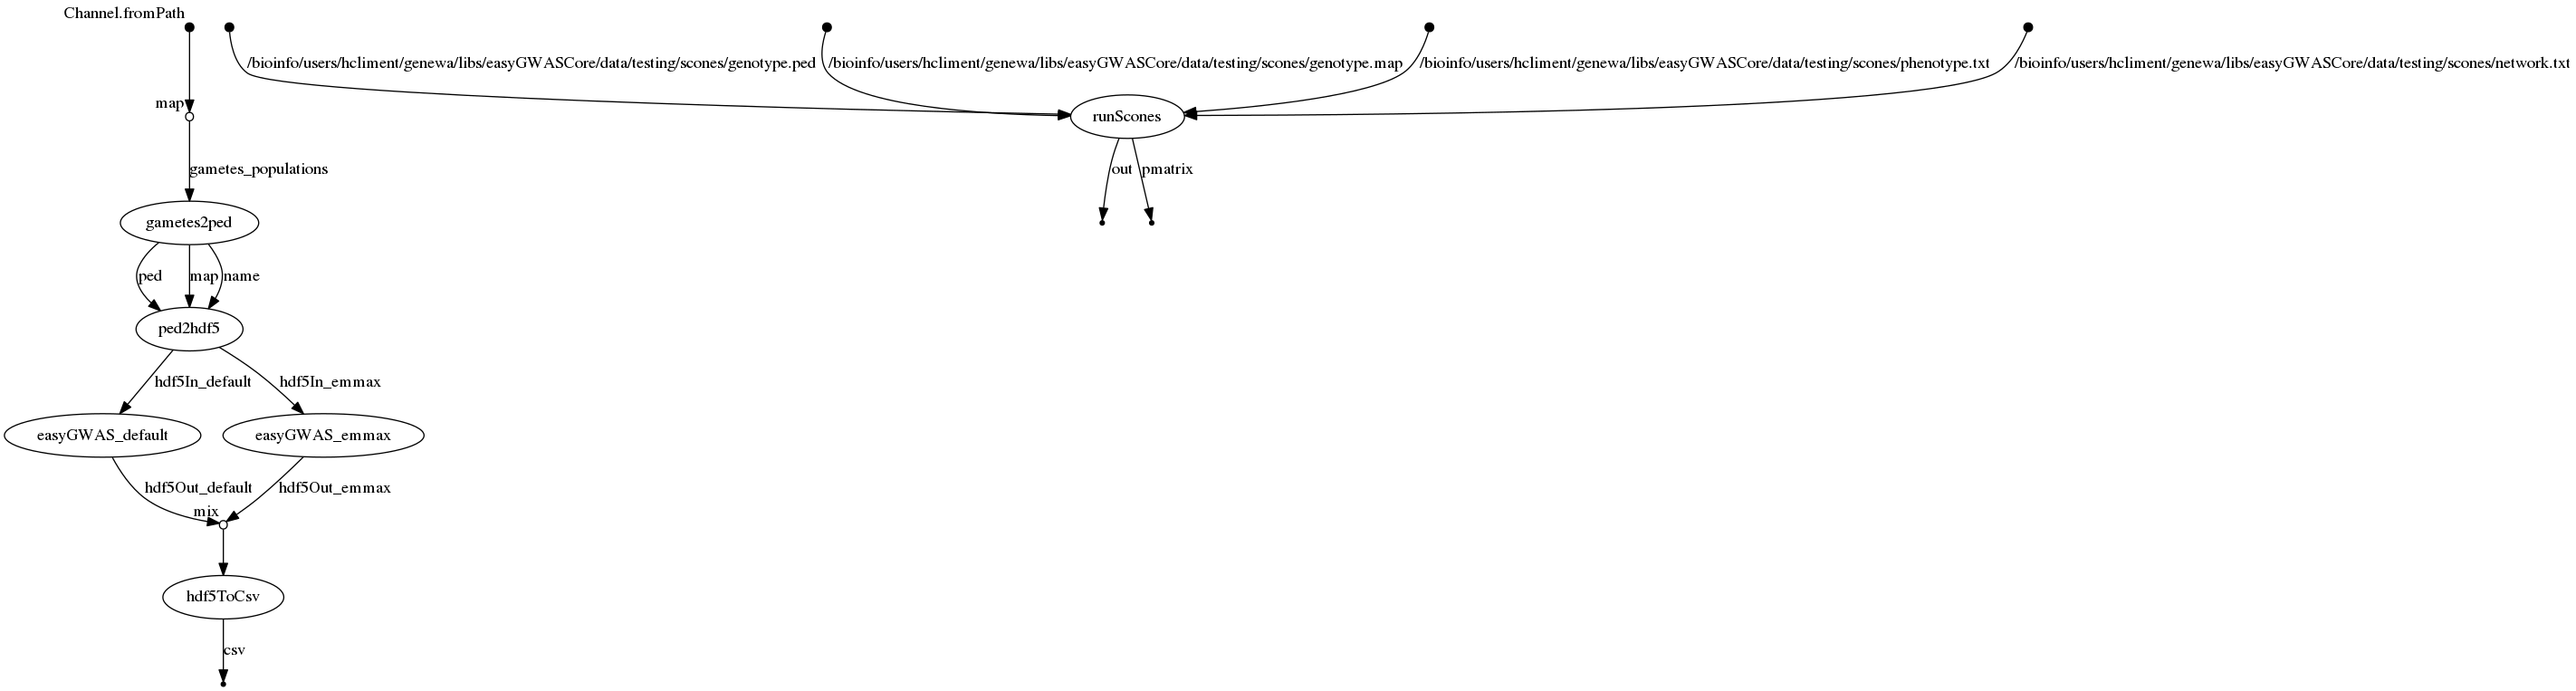 Channel.fromPath
/bioinfo/users/hcliment/genewa/libs/easyGWASCore/data/testing/scones/genotype.ped
/bioinfo/users/hcliment/genewa/libs/easyGWASCore/data/testing/scones/genotype.map
/bioinfo/users/hcliment/genewa/libs/easyGWASCore/data/testing/scones/phenotype.txt
/bioinfo/users/hcliment/genewa/libs/easyGWASCore/data/testing/scones/network.txt
map
runScones
gametes_populations
out
pmatrix
gametes2ped
ped
map
name
ped2hdf5
hdf5In_default
hdf5In_emmax
easyGWAS_default
easyGWAS_emmax
hdf5Out_default
hdf5Out_emmax
mix
hdf5ToCsv
csv